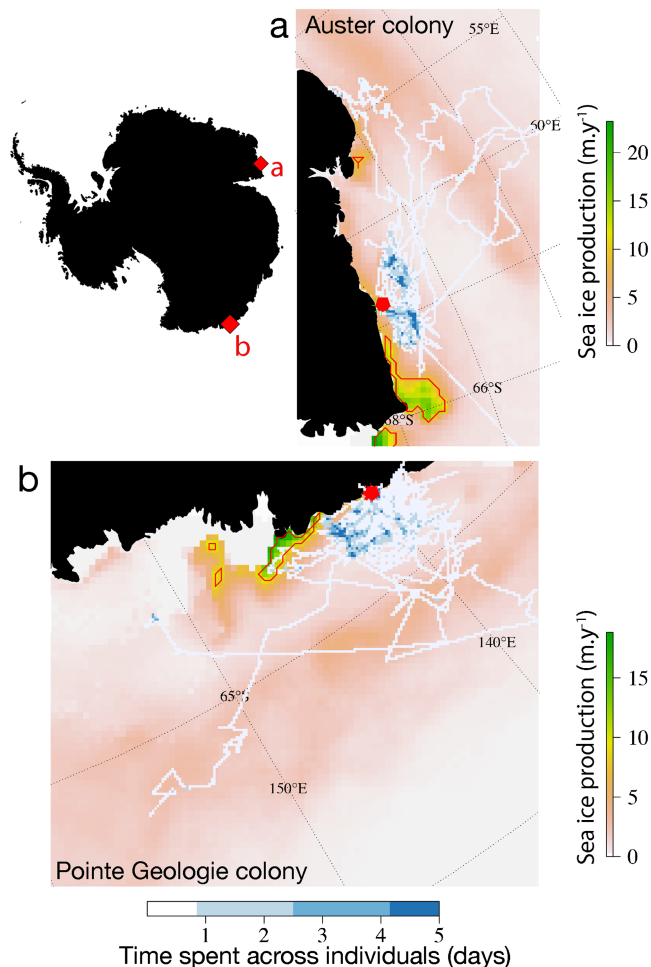 a
Auster colony
55°E
60°E
66°S
68°S
Sea ice production (m.y-¹)
20
15
10
5
0
a
b
b
65°S
140°E
150°E
Pointe Geologie colony
Sea ice production (m.y-¹)
15
10
5
0
1 2 3 4 5
Time spent across individuals (days)